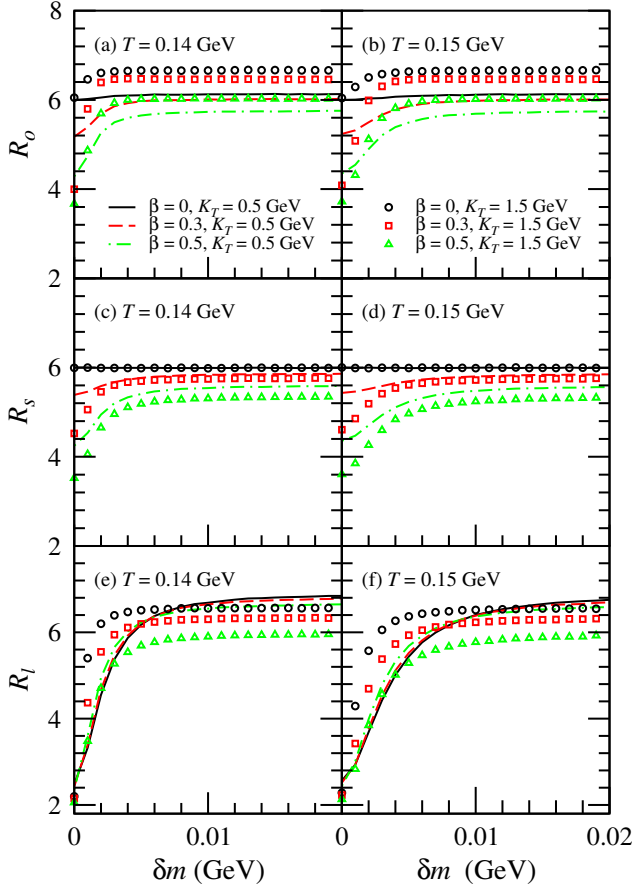 8
(a) T = 0.14 GeV
(b) T = 0.15 GeV
6
R_o
4
β = 0, K_T = 0.5 GeV
β = 0.3, K_T = 0.5 GeV
β = 0.5, K_T = 0.5 GeV
β = 0, K_T = 1.5 GeV
β = 0.3, K_T = 1.5 GeV
β = 0.5, K_T = 1.5 GeV
2
(c) T = 0.14 GeV
(d) T = 0.15 GeV
6
R_s
4
2
(e) T = 0.14 GeV
(f) T = 0.15 GeV
6
R_l
4
2
0 0.01 0 0.01 0.02
δm (GeV)
δm (GeV)